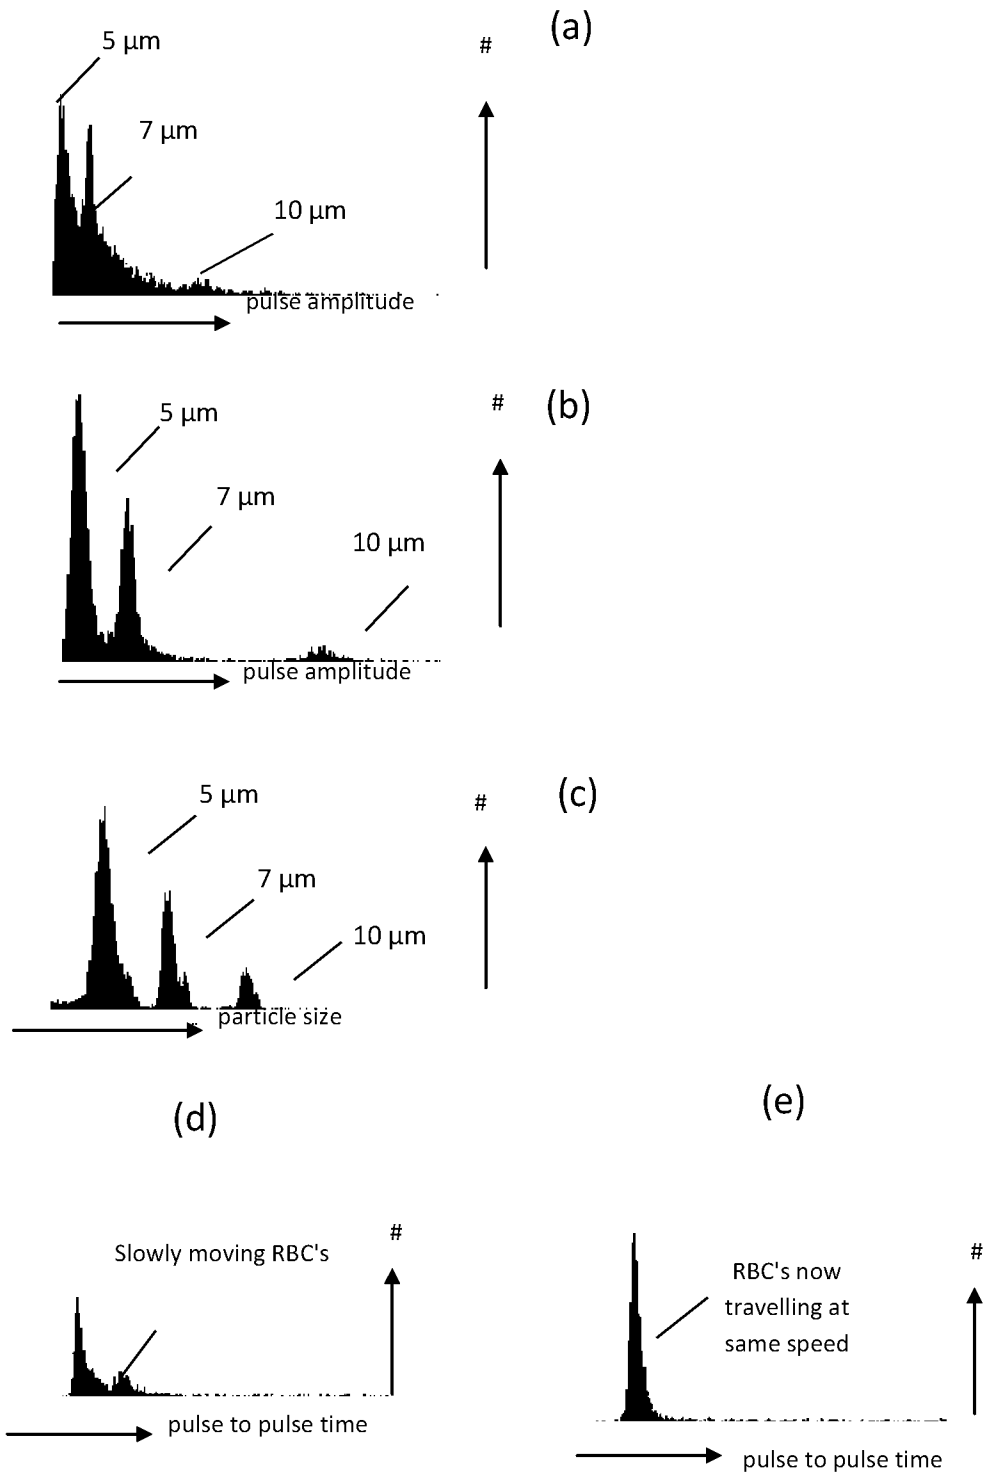 (a)
#
5 μm
7 μm
10 μm
pulse amplitude
(b)
#
5 μm
7 μm
10 μm
pulse amplitude
(c)
#
5 μm
7 μm
10 μm
particle size
(d)
#
Slowly moving RBC's
pulse to pulse time
(e)
#
RBC's now
travelling at
same speed
pulse to pulse time